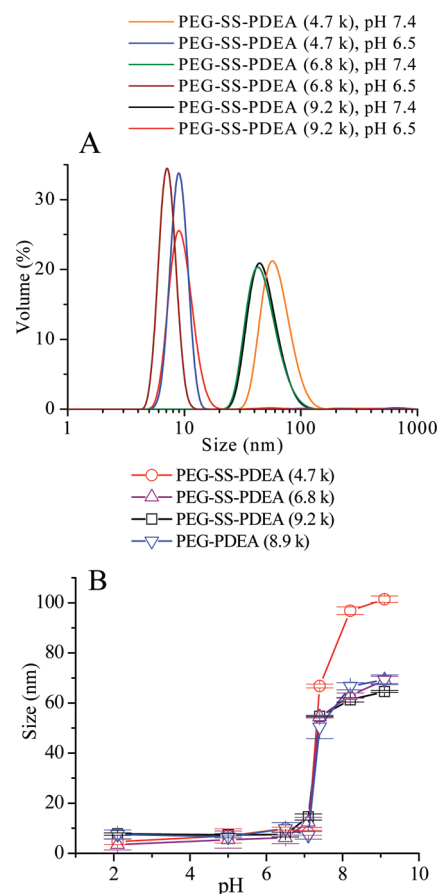 PEG-SS-PDEA (4.7 k), pH 7.4
PEG-SS-PDEA (4.7 k), pH 6.5
PEG-SS-PDEA (6.8 k), pH 7.4
PEG-SS-PDEA (6.8 k), pH 6.5
PEG-SS-PDEA (9.2 k), pH 7.4
PEG-SS-PDEA (9.2 k), pH 6.5
A
30
20
10
0
Volume (%)
1 10 100 1000
Size (nm)
PEG-SS-PDEA (4.7 k)
PEG-SS-PDEA (6.8 k)
PEG-SS-PDEA (9.2 k)
PEG-PDEA (8.9 k)
B
100
80
60
40
20
0
Size (nm)
2 4 6 8 10
pH